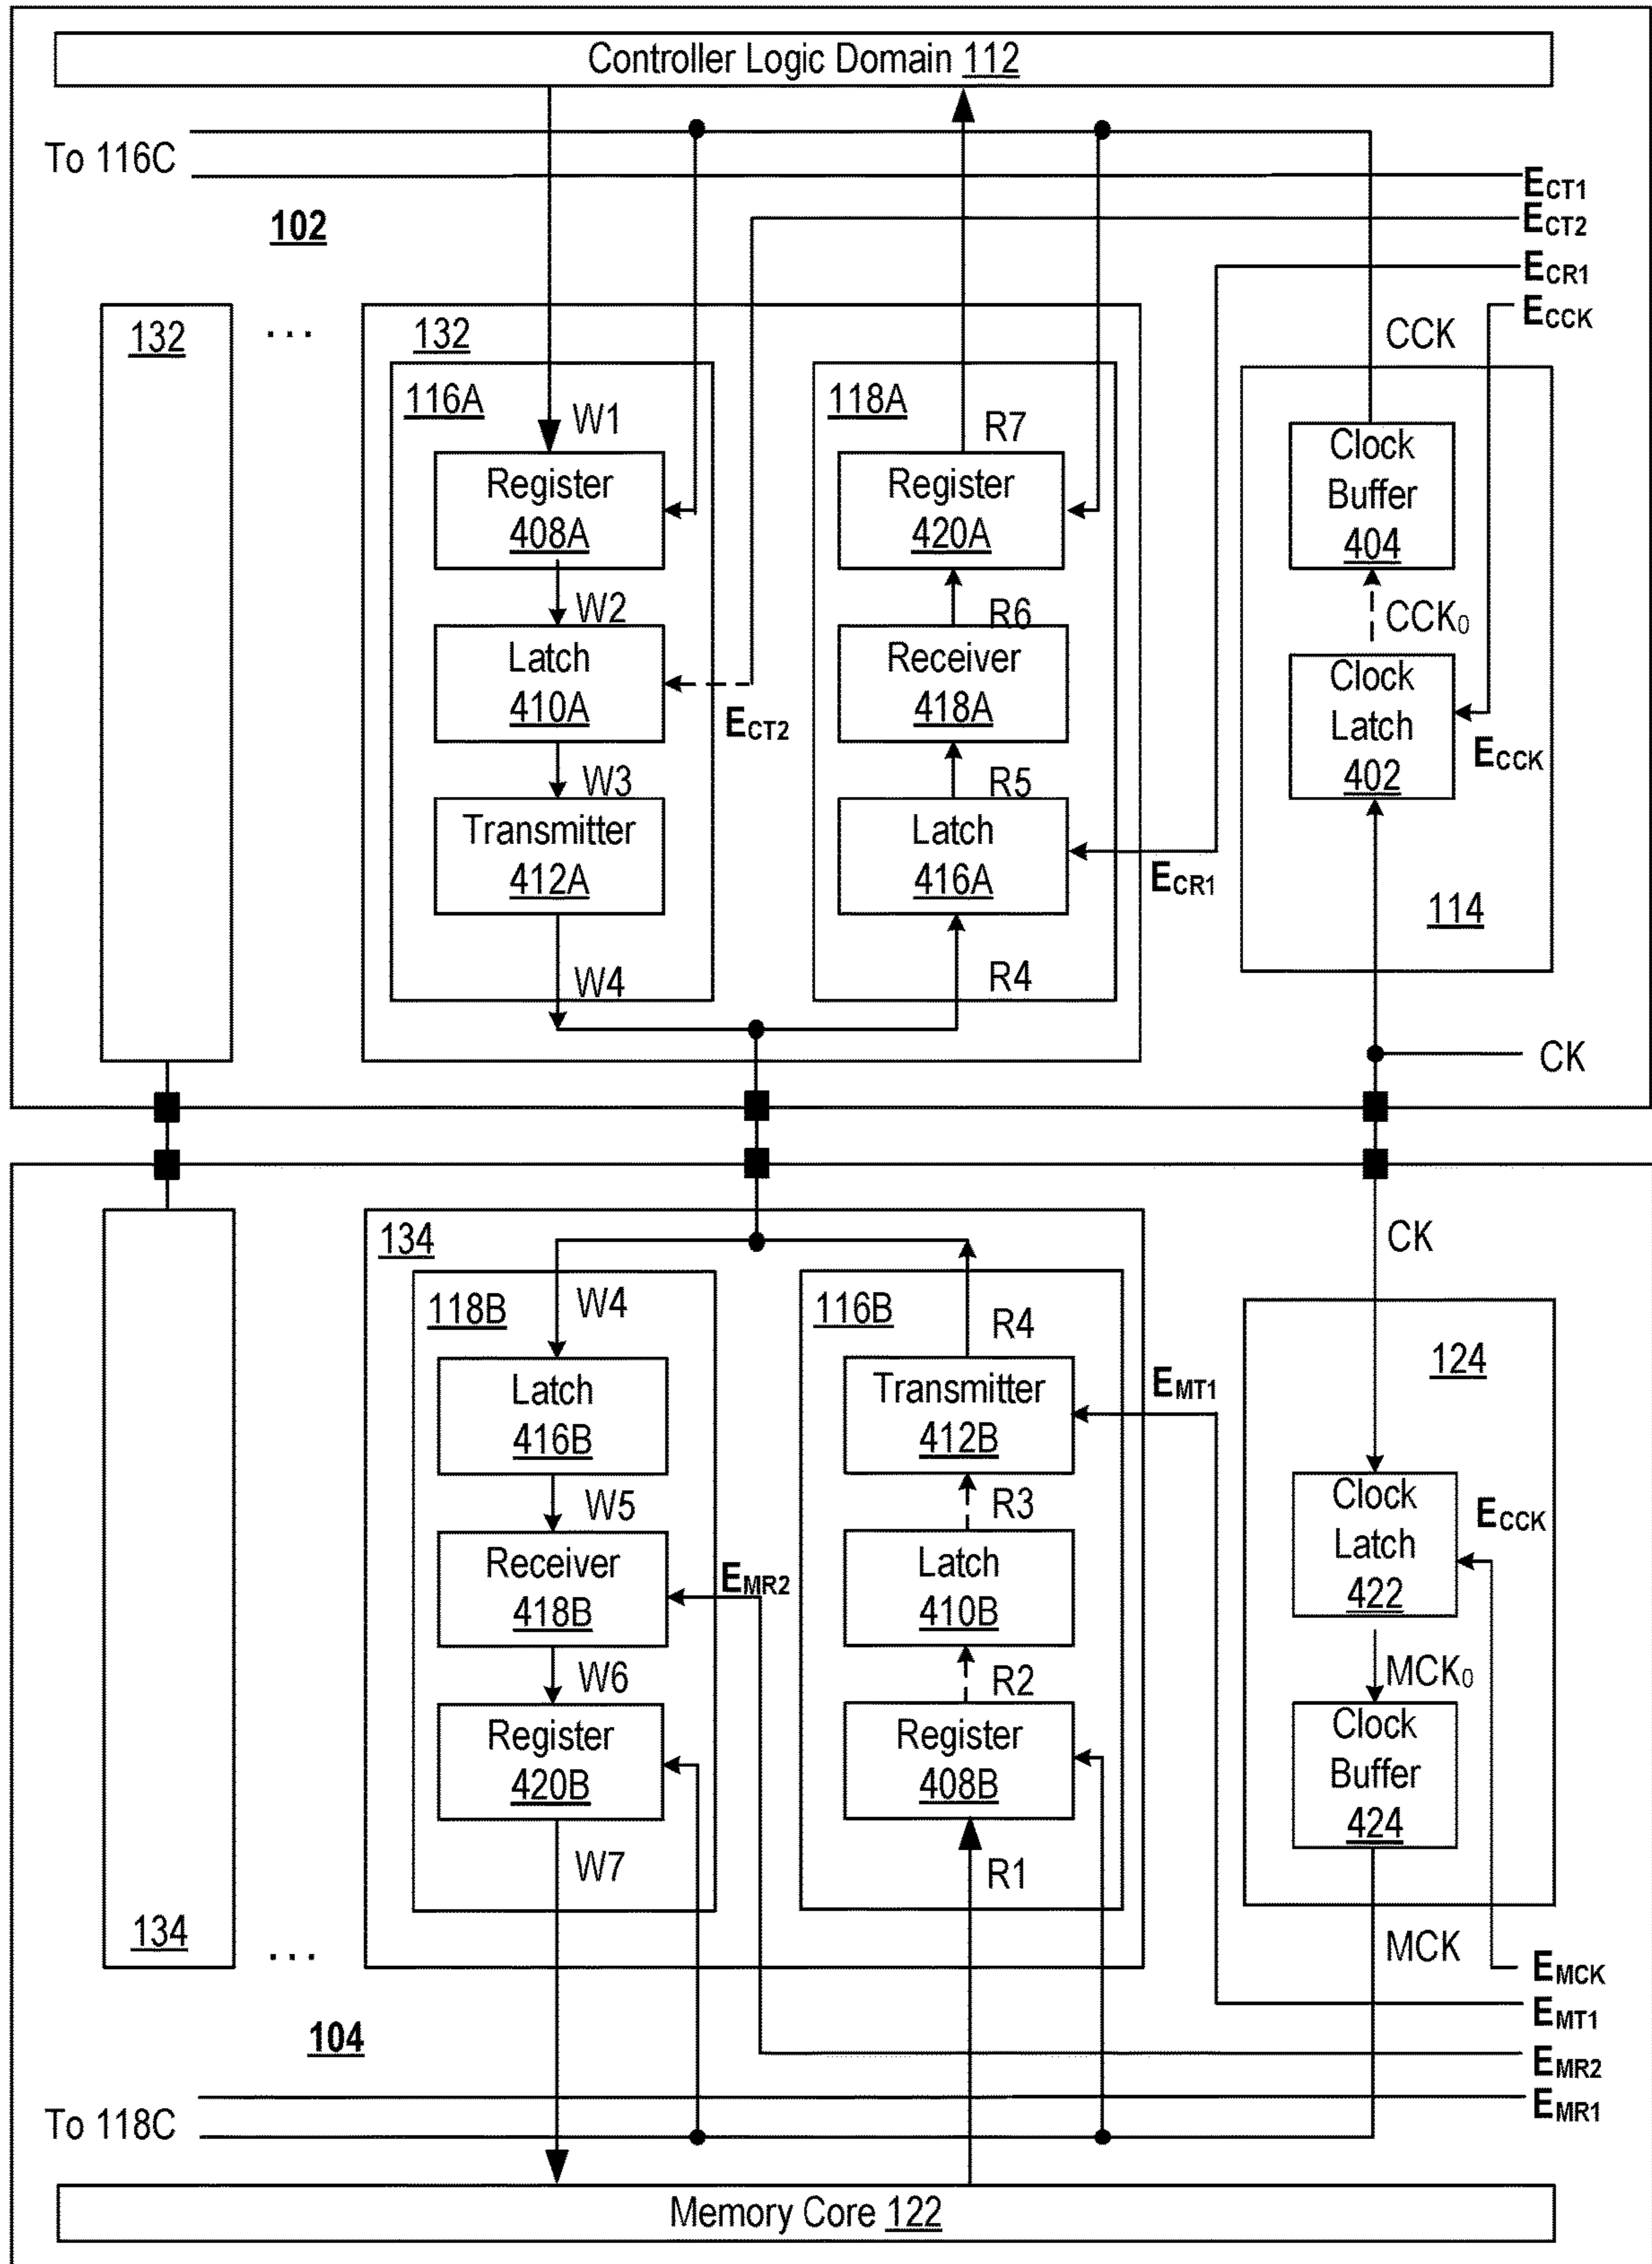 Controller Logic Domain 112
To 116C
ECT1
ECT2
102
ECR1
ECCK
132
...
132
CCK
116A
118A
W1
R7
Register
408A
Register
420A
Clock
Buffer
404
W2
R6
CCK0
Latch
410A
Receiver
418A
Clock
Latch
402
ECT2
ECCK
W3
R5
Transmitter
412A
Latch
416A
ECR1
114
W4
R4
CK
134
CK
118B
W4
116B
R4
124
Latch
416B
Transmitter
412B
EMT1
W5
R3
Clock
Latch
422
ECCK
Receiver
418B
EMR2
Latch
410B
W6
R2
MCK0
Register
420B
Register
408B
Clock
Buffer
424
W7
R1
134
...
MCK
EMCK
EMT1
104
EMR2
EMR1
To 118C
Memory Core 122